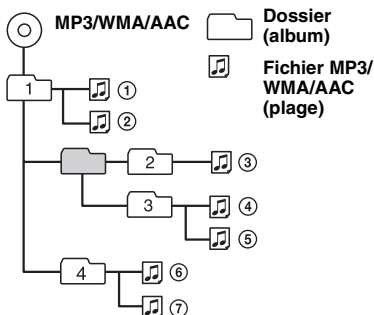 MP3/WMA/AAC
Dossier
(album)
Fichier MP3/
WMA/AAC
(plage)
1
①
②
2
③
3
④
⑤
4
⑥
⑦